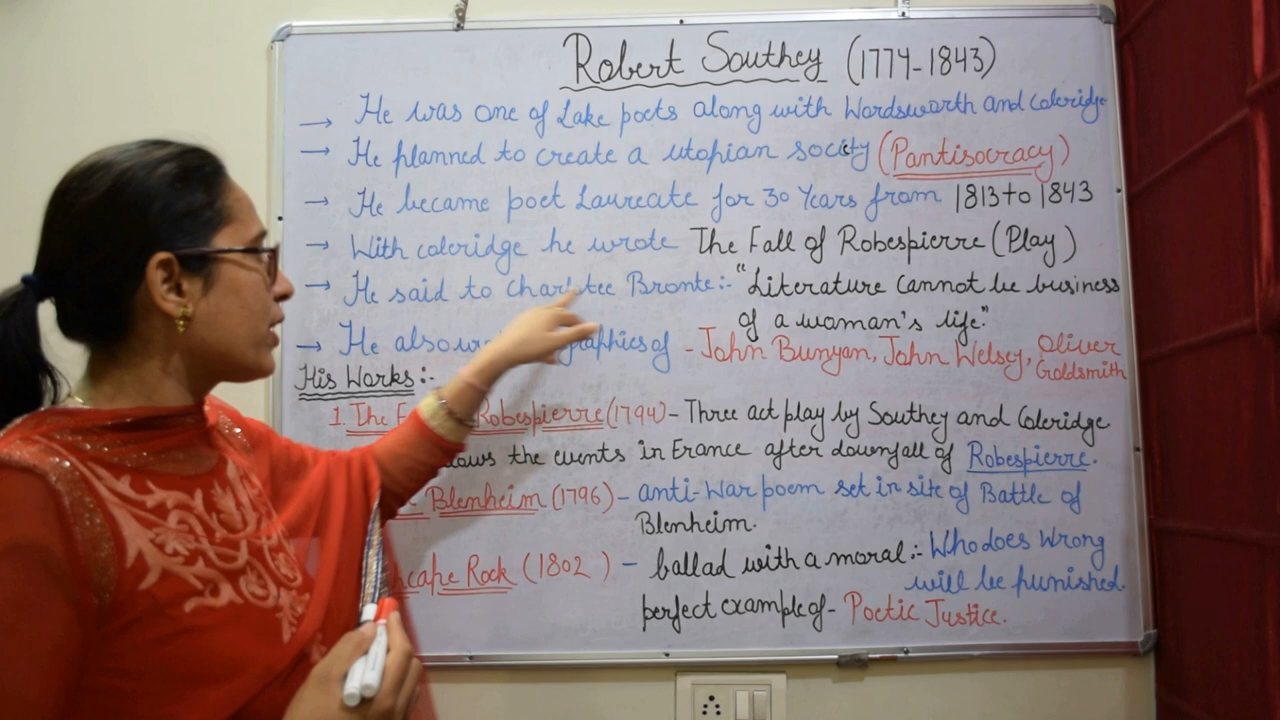 Robert Southey (1774-1843)
→ He was one of Lake poets along with Wordsworth and Coleridge
→ He planned to create a utopian society (Pantisocracy)
→ He became poet Laureate for 30 Years from 1813 to 1843
→ With coleridge he wrote The Fall of Robespierre (Play)
→ He said to Bronte:- "Literature cannot be business
of a woman's life."
→ He also of - John Bunyan, John Welsy, Oliver
Goldsmith
His Works:-
1. The Robespierre (1794) - Three act play by Southey and Coleridge
the events in France after downfall of Robespierre.
Blenheim (1796) - anti-War poem set in site of Battle of
Blenheim.
Rock (1802) - ballad with a moral:- Who does Wrong
will be punished.
perfect example of - Poetic Justice.